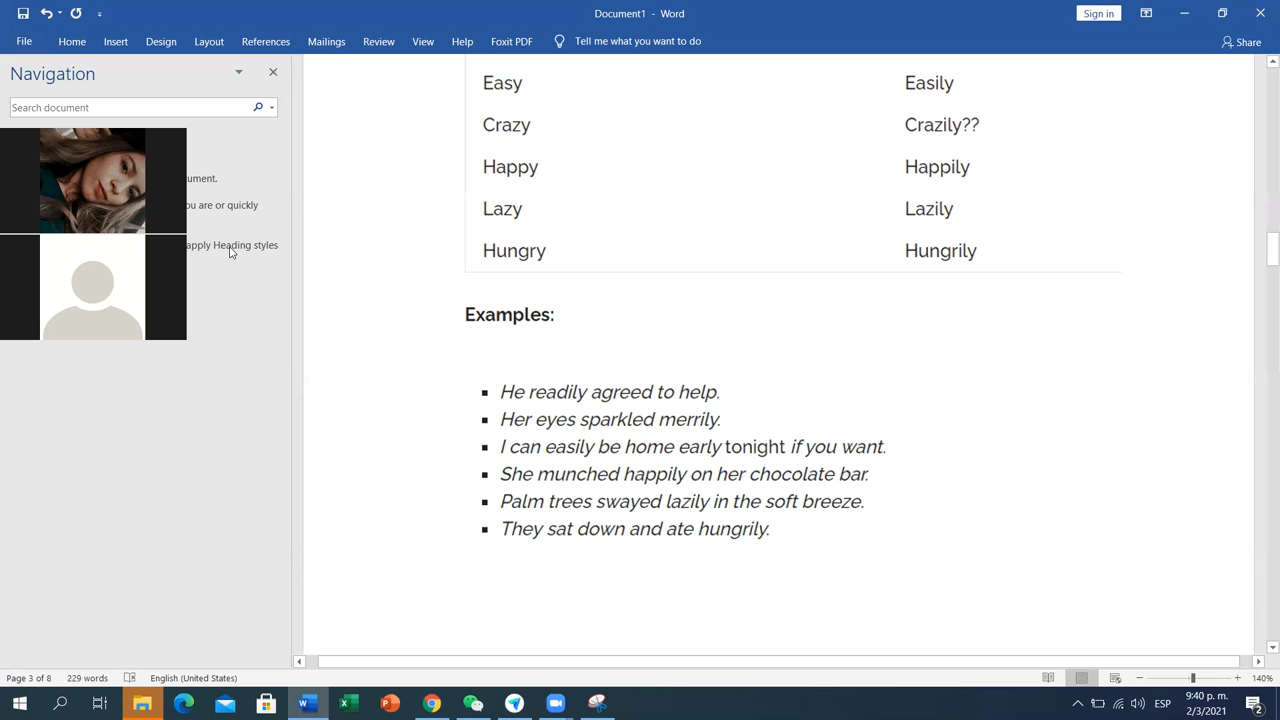 Document1 - Word
Sign in
File Home Insert Design Layout References Mailings Review View Help Foxit PDF Tell me what you want to do Share
Navigation
Search document
cument.
ou are or quickly
apply Heading styles
Easy Easily
Crazy Crazily??
Happy Happily
Lazy Lazily
Hungry Hungrily
Examples:
He readily agreed to help.
Her eyes sparkled merrily.
I can easily be home early tonight if you want.
She munched happily on her chocolate bar.
Palm trees swayed lazily in the soft breeze.
They sat down and ate hungrily.
Page 3 of 8 229 words English (United States) 140%
ESP 9:40 p. m.
2/3/2021 2